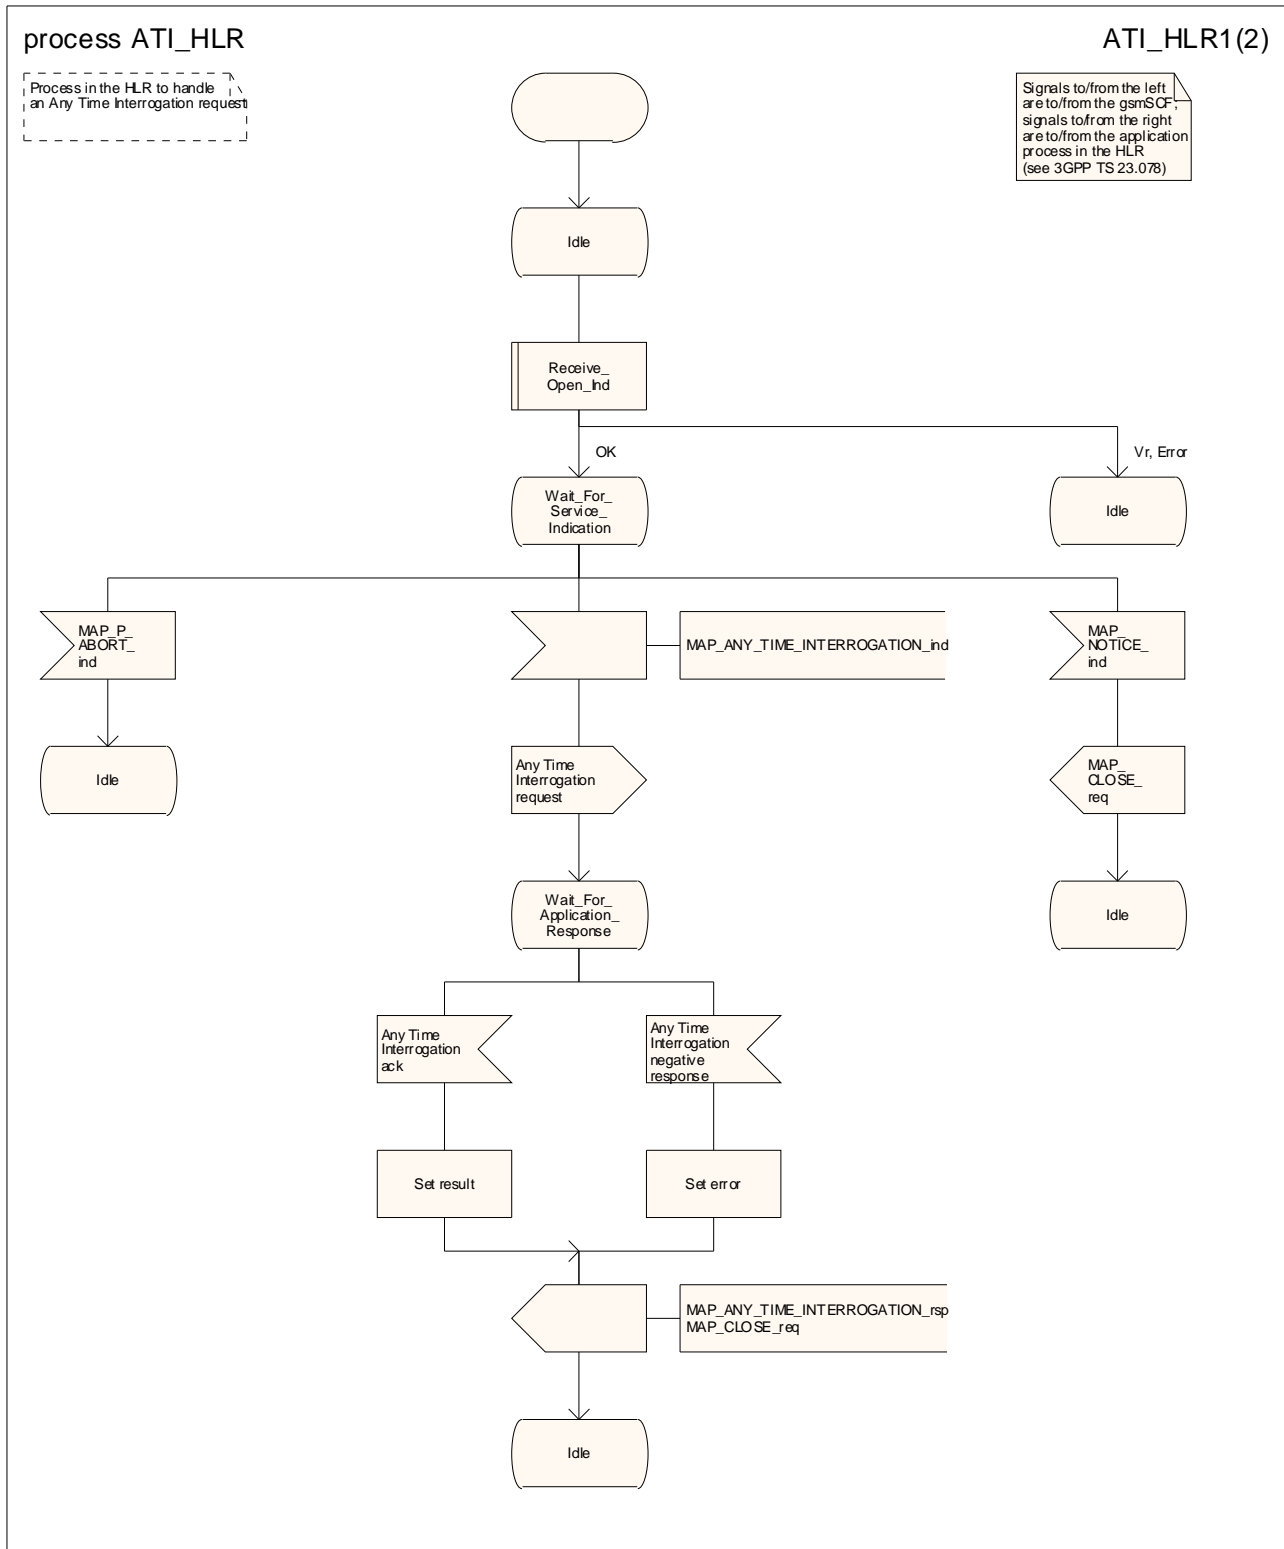 process ATI_HLR
ATI_HLR1(2)
Process in the HLR to handle
an Any Time Interrogation request
Signals to/from the left
are to/from the gsmSCF;
signals to/from the right
are to/from the application
process in the HLR
(see 3GPP TS 23.078)
Idle
Receive_
Open_Ind
OK
Vr, Error
Wait_For_
Service_
Indication
Idle
MAP_P_
ABORT_
ind
MAP_ANY_TIME_INTERROGATION_ind
MAP_
NOTICE_
ind
Idle
Any Time
Interrogation
request
MAP_
CLOSE_
req
Wait_For_
Application_
Response
Idle
Any Time
Interrogation
ack
Any Time
Interrogation
negative
response
Set result
Set error
MAP_ANY_TIME_INTERROGATION_rsp
MAP_CLOSE_req
Idle